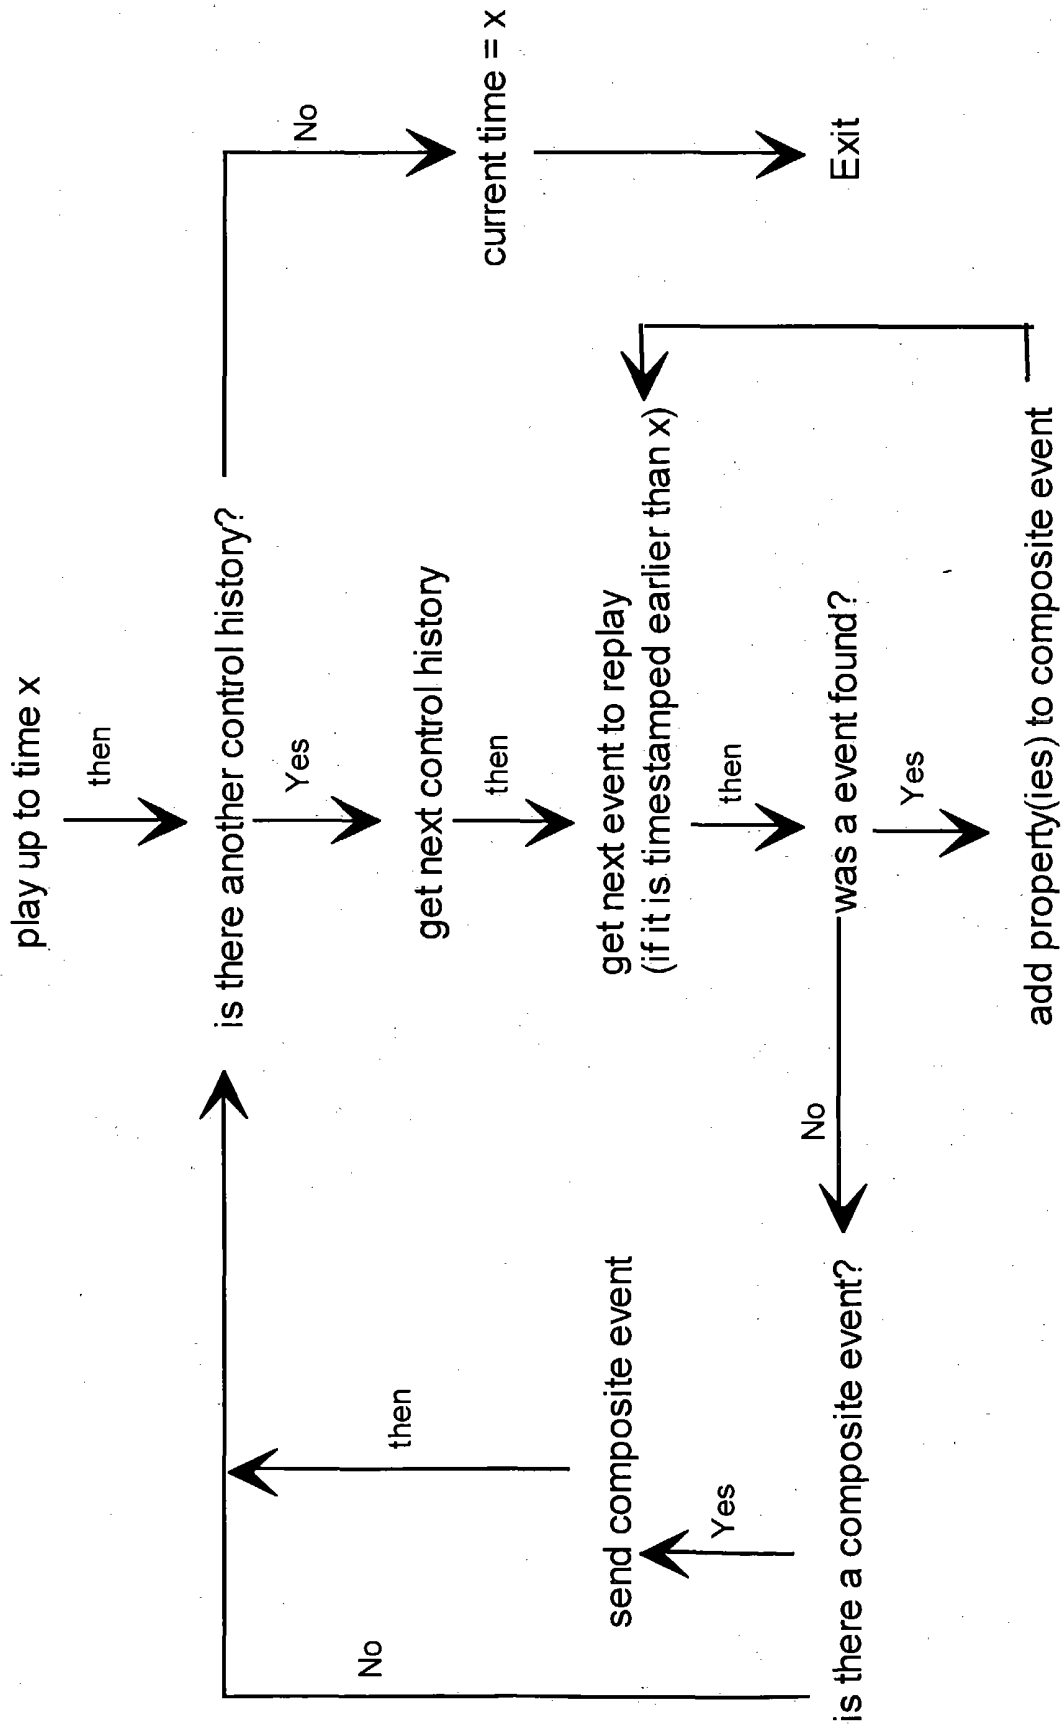 play up to time x
then
is there another control history?
No
Yes
current time = x
get next control history
then
Exit
get next event to replay
(if it is timestamped earlier than x)
then
was a event found?
Yes
add property(ies) to composite event
No
is there a composite event?
Yes
send composite event
then
No